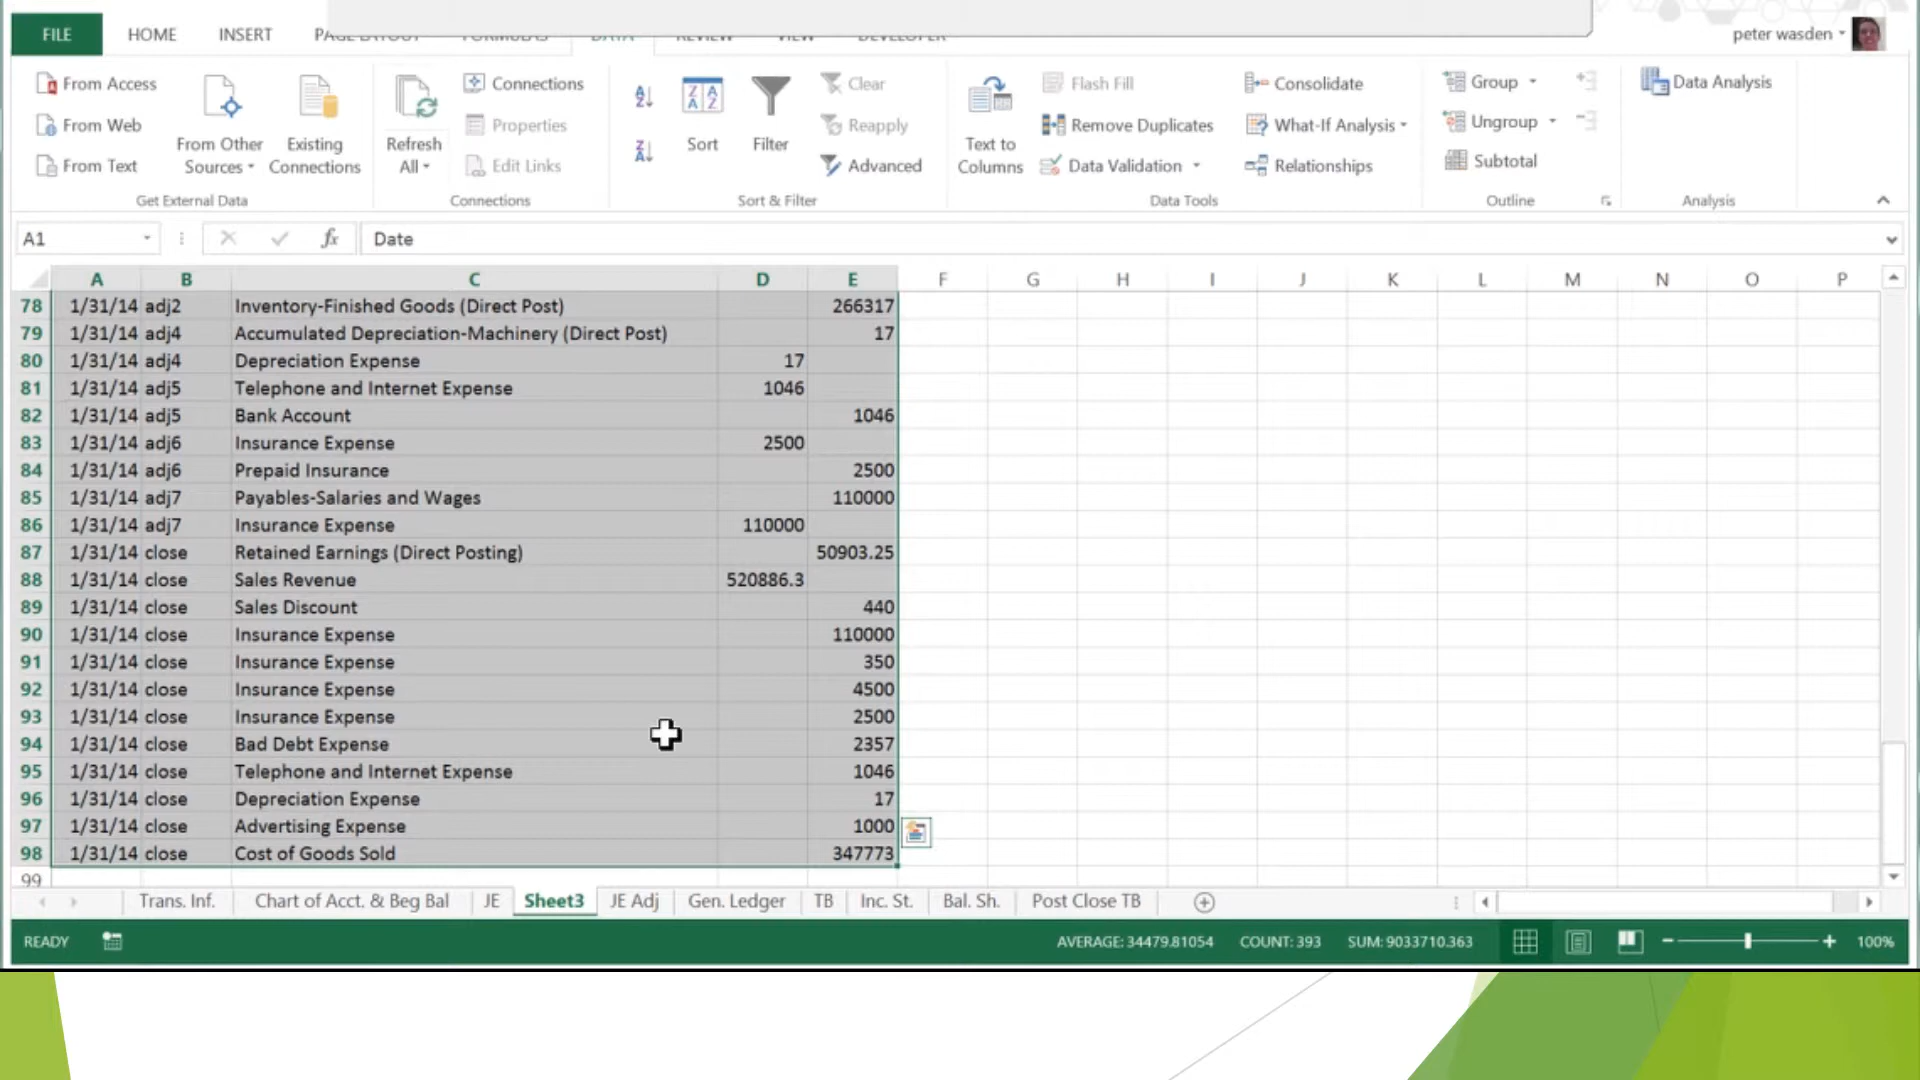 FILE HOME INSERT PAGE LAYOUT FORMULAS DATA REVIEW VIEW DEVELOPER peter wasden
From Access
From Web
From Text
From Other Sources
Existing Connections
Get External Data
Refresh All
Connections
Properties
Edit Links
Connections
Sort
Filter
Clear
Reapply
Advanced
Sort & Filter
Text to Columns
Flash Fill
Remove Duplicates
Data Validation
Consolidate
What-If Analysis
Relationships
Data Tools
Group
Ungroup
Subtotal
Outline
Data Analysis
Analysis
A1 fx Date
A B C D E F G H I J K L M N O P
78 1/31/14 adj2 Inventory-Finished Goods (Direct Post) 266317
79 1/31/14 adj4 Accumulated Depreciation-Machinery (Direct Post) 17
80 1/31/14 adj4 Depreciation Expense 17
81 1/31/14 adj5 Telephone and Internet Expense 1046
82 1/31/14 adj5 Bank Account 1046
83 1/31/14 adj6 Insurance Expense 2500
84 1/31/14 adj6 Prepaid Insurance 2500
85 1/31/14 adj7 Payables-Salaries and Wages 110000
86 1/31/14 adj7 Insurance Expense 110000
87 1/31/14 close Retained Earnings (Direct Posting) 50903.25
88 1/31/14 close Sales Revenue 520886.3
89 1/31/14 close Sales Discount 440
90 1/31/14 close Insurance Expense 110000
91 1/31/14 close Insurance Expense 350
92 1/31/14 close Insurance Expense 4500
93 1/31/14 close Insurance Expense 2500
94 1/31/14 close Bad Debt Expense 2357
95 1/31/14 close Telephone and Internet Expense 1046
96 1/31/14 close Depreciation Expense 17
97 1/31/14 close Advertising Expense 1000
98 1/31/14 close Cost of Goods Sold 347773
99
Trans. Inf. Chart of Acct. & Beg Bal JE Sheet3 JE Adj Gen. Ledger TB Inc. St. Bal. Sh. Post Close TB
READY AVERAGE: 34479.81054 COUNT: 393 SUM: 9033710.363 100%